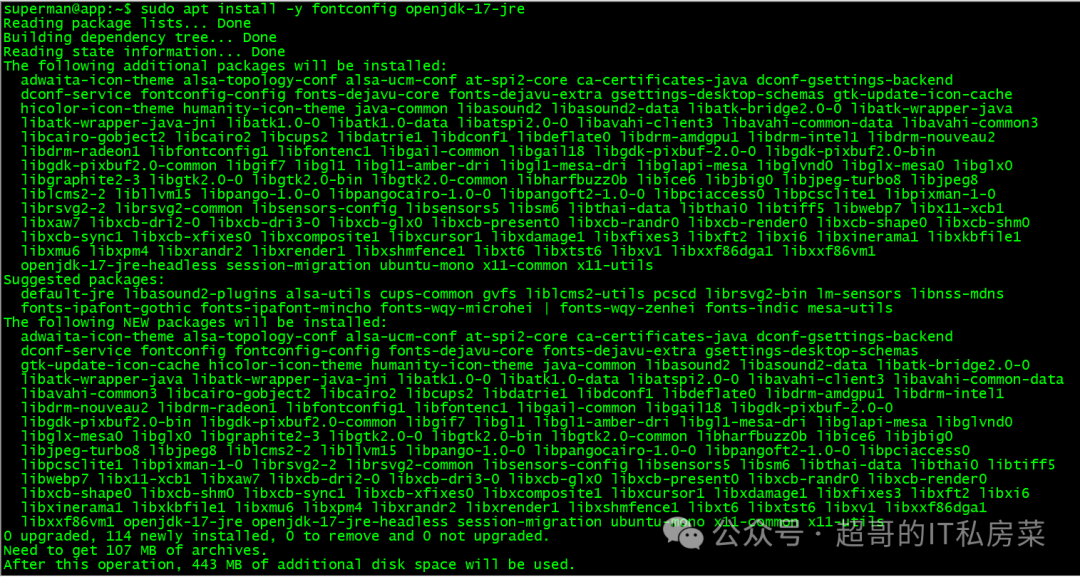 superman@app:~$ sudo apt install -y fontconfig openjdk-17-jre
Reading package lists... Done
Building dependency tree... Done
Reading state information... Done
The following additional packages will be installed:
  adwaita-icon-theme alsa-topology-conf alsa-ucm-conf at-spi2-core ca-certificates-java dconf-gsettings-backend
  dconf-service fontconfig-config fonts-dejavu-core fonts-dejavu-extra gsettings-desktop-schemas gtk-update-icon-cache
  hicolor-icon-theme humanity-icon-theme java-common libasound2 libasound2-data libatk-bridge2.0-0 libatk-wrapper-java
  libatk-wrapper-java-jni libatk1.0-0 libatk1.0-data libatspi2.0-0 libavahi-client3 libavahi-common-data libavahi-common3
  libcairo-gobject2 libcairo2 libcups2 libdatrie1 libdconf1 libdeflate0 libdrm-amdgpu1 libdrm-intel1 libdrm-nouveau2
  libdrm-radeon1 libfontconfig1 libfontenc1 libgail-common libgail18 libgdk-pixbuf-2.0-0 libgdk-pixbuf2.0-bin
  libgdk-pixbuf2.0-common libgif7 libgl1 libgl1-amber-dri libgl1-mesa-dri libglapi-mesa libglvnd0 libglx-mesa0 libglx0
  libgraphite2-3 libgtk2.0-0 libgtk2.0-bin libgtk2.0-common libharfbuzz0b libice6 libjbig0 libjpeg-turbo8 libjpeg8
  liblcms2-2 libllvm15 libpango-1.0-0 libpangocairo-1.0-0 libpangoft2-1.0-0 libpciaccess0 libpcsclite1 libpixman-1-0
  librsvg2-2 librsvg2-common libsensors-config libsensors5 libsm6 libthai-data libthai0 libtiff5 libwebp7 libx11-xcb1
  libxaw7 libxcb-dri2-0 libxcb-dri3-0 libxcb-glx0 libxcb-present0 libxcb-randr0 libxcb-render0 libxcb-shape0 libxcb-shm0
  libxcb-sync1 libxcb-xfixes0 libxcomposite1 libxcursor1 libxdamage1 libxfixes3 libxft2 libxi6 libxinerama1 libxkbfile1
  libxmu6 libxpm4 libxrandr2 libxrender1 libxshmfence1 libxt6 libxtst6 libxv1 libxxf86dga1 libxxf86vm1
  openjdk-17-jre-headless session-migration ubuntu-mono x11-common x11-utils
Suggested packages:
  default-jre libasound2-plugins alsa-utils cups-common gvfs liblcms2-utils pcscd librsvg2-bin lm-sensors libnss-mdns
  fonts-ipafont-gothic fonts-ipafont-mincho fonts-wqy-microhei | fonts-wqy-zenhei fonts-indic mesa-utils
The following NEW packages will be installed:
  adwaita-icon-theme alsa-topology-conf alsa-ucm-conf at-spi2-core ca-certificates-java dconf-gsettings-backend
  dconf-service fontconfig fontconfig-config fonts-dejavu-core fonts-dejavu-extra gsettings-desktop-schemas
  gtk-update-icon-cache hicolor-icon-theme humanity-icon-theme java-common libasound2 libasound2-data libatk-bridge2.0-0
  libatk-wrapper-java libatk-wrapper-java-jni libatk1.0-0 libatk1.0-data libatspi2.0-0 libavahi-client3 libavahi-common-data
  libavahi-common3 libcairo-gobject2 libcairo2 libcups2 libdatrie1 libdconf1 libdeflate0 libdrm-amdgpu1 libdrm-intel1
  libdrm-nouveau2 libdrm-radeon1 libfontconfig1 libfontenc1 libgail-common libgail18 libgdk-pixbuf-2.0-0
  libgdk-pixbuf2.0-bin libgdk-pixbuf2.0-common libgif7 libgl1 libgl1-amber-dri libgl1-mesa-dri libglapi-mesa libglvnd0
  libglx-mesa0 libglx0 libgraphite2-3 libgtk2.0-0 libgtk2.0-bin libgtk2.0-common libharfbuzz0b libice6 libjbig0
  libjpeg-turbo8 libjpeg8 liblcms2-2 libllvm15 libpango-1.0-0 libpangocairo-1.0-0 libpangoft2-1.0-0 libpciaccess0
  libpcsclite1 libpixman-1-0 librsvg2-2 librsvg2-common libsensors-config libsensors5 libsm6 libthai-data libthai0 libtiff5
  libwebp7 libx11-xcb1 libxaw7 libxcb-dri2-0 libxcb-dri3-0 libxcb-glx0 libxcb-present0 libxcb-randr0 libxcb-render0
  libxcb-shape0 libxcb-shm0 libxcb-sync1 libxcb-xfixes0 libxcomposite1 libxcursor1 libxdamage1 libxfixes3 libxft2 libxi6
  libxinerama1 libxkbfile1 libxmu6 libxpm4 libxrandr2 libxrender1 libxshmfence1 libxt6 libxtst6 libxv1 libxxf86dga1
  libxxf86vm1 openjdk-17-jre openjdk-17-jre-headless session-migration ubuntu-mono x11-common x11-utils
0 upgraded, 114 newly installed, 0 to remove and 0 not upgraded.
公众号·超哥的IT私房菜
Need to get 107 MB of archives.
After this operation, 443 MB of additional disk space will be used.